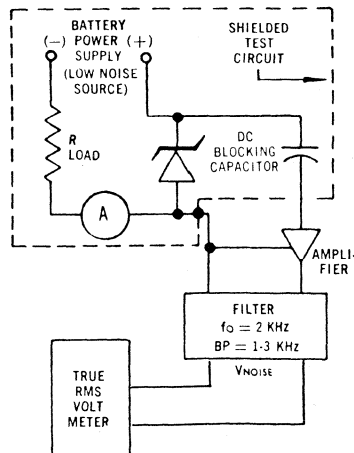 BATTERY
(-) POWER (+)
SUPPLY
(LOW NOISE
SOURCE)
SHIELDED
TEST
CIRCUIT
R
LOAD
DC
BLOCKING
CAPACITOR
A
AMPLI-
FIER
FILTER
fo = 2 KHz
BP = 1-3 KHz
VNOISE
TRUE
RMS
VOLT
METER